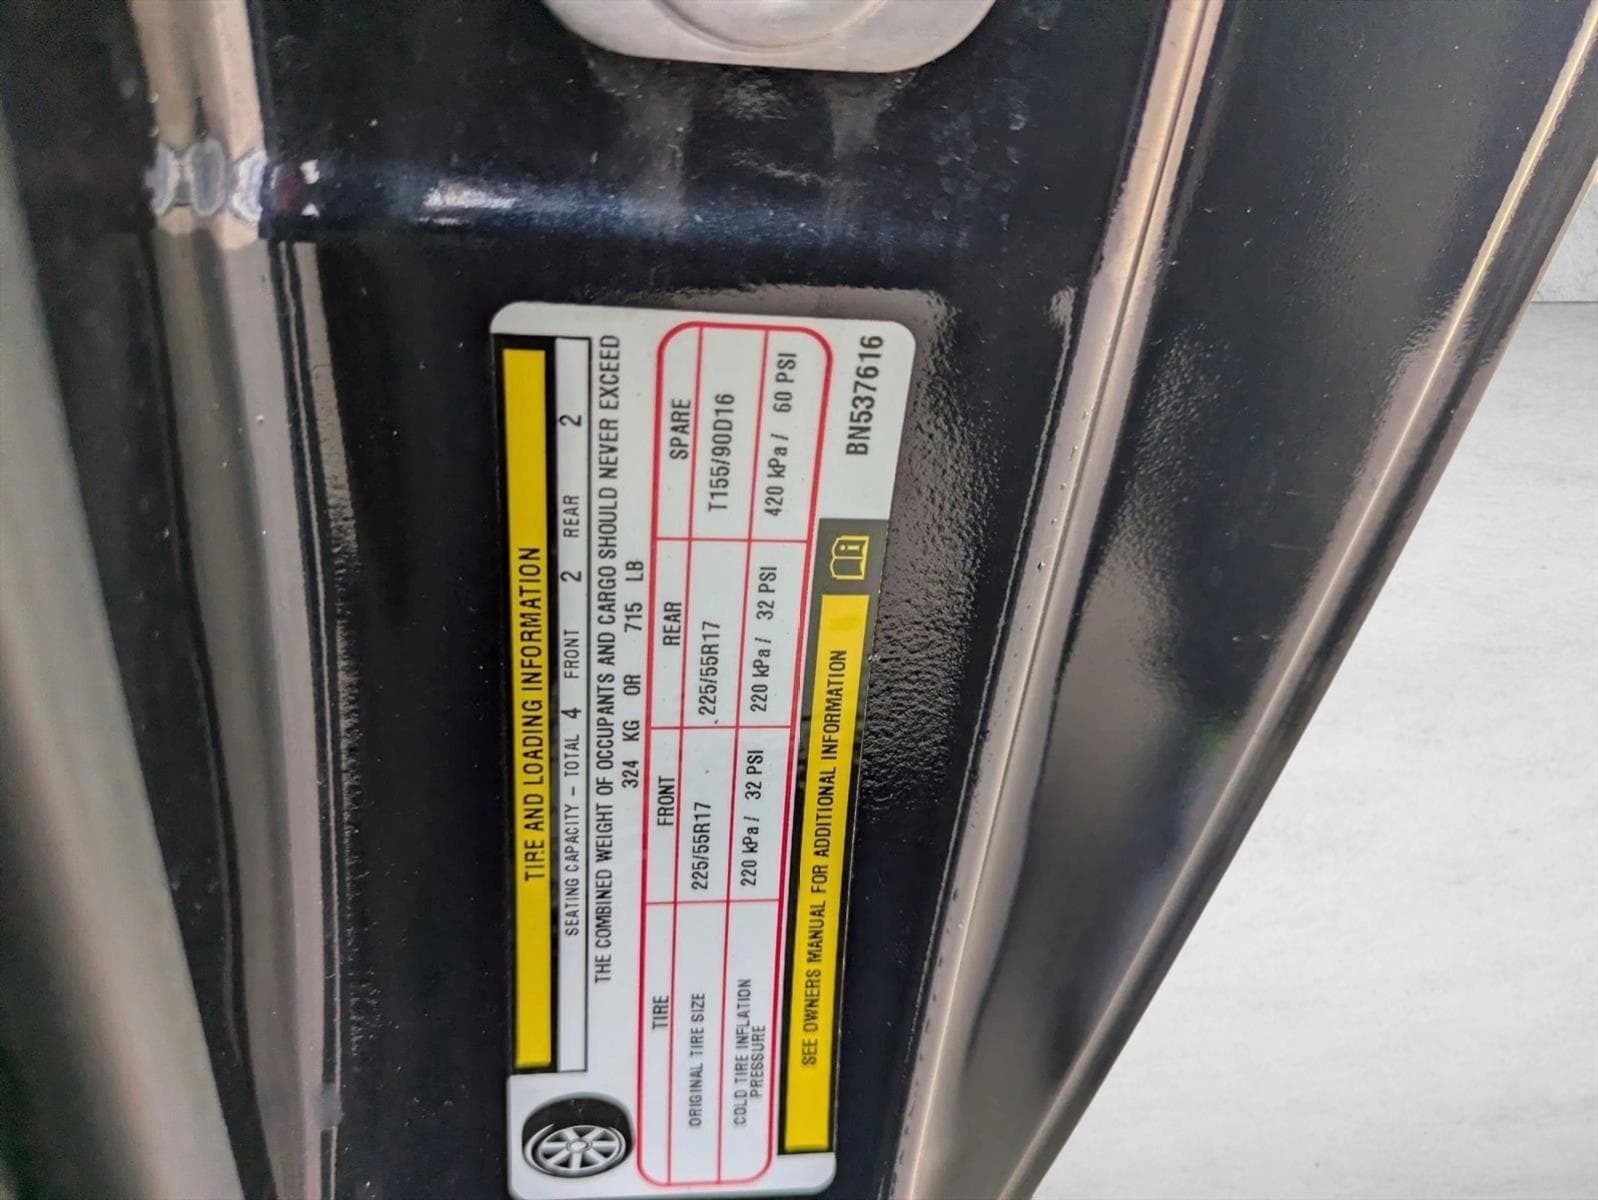 TIRE AND LOADING INFORMATION
SEATING CAPACITY - TOTAL 4 FRONT 2 REAR 2
THE COMBINED WEIGHT OF OCCUPANTS AND CARGO SHOULD NEVER EXCEED
324 KG OR 715 LB
TIRE FRONT REAR SPARE
ORIGINAL TIRE SIZE 225/55R17 225/55R17 T155/90D16
COLD TIRE INFLATION PRESSURE 220 kPa / 32 PSI 220 kPa / 32 PSI 420 kPa / 60 PSI
SEE OWNERS MANUAL FOR ADDITIONAL INFORMATION
BN537616